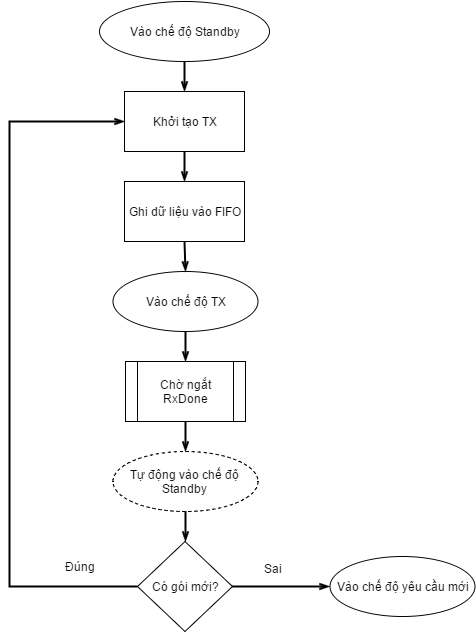 Vào chế độ Standby
Khởi tạo TX
Ghi dữ liệu vào FIFO
Vào chế độ TX
Chờ ngắt
RxDone
Tự động vào chế độ
Standby
Đúng
Có gói mới?
Sai
Vào chế độ yêu cầu mới